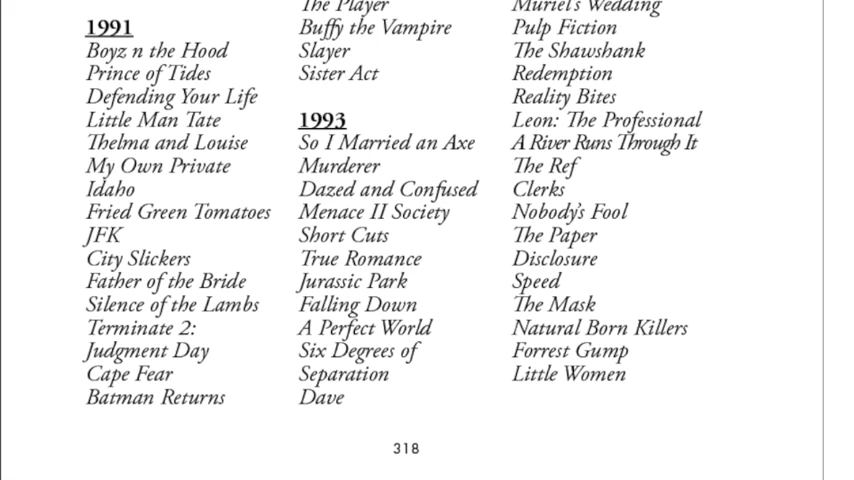 1991
Boyz n the Hood
Prince of Tides
Defending Your Life
Little Man Tate
Thelma and Louise
My Own Private
Idaho
Fried Green Tomatoes
JFK
City Slickers
Father of the Bride
Silence of the Lambs
Terminate 2:
Judgment Day
Cape Fear
Batman Returns
The Player
Buffy the Vampire
Slayer
Sister Act
1993
So I Married an Axe
Murderer
Dazed and Confused
Menace II Society
Short Cuts
True Romance
Jurassic Park
Falling Down
A Perfect World
Six Degrees of
Separation
Dave
Muriel's Wedding
Pulp Fiction
The Shawshank
Redemption
Reality Bites
Leon: The Professional
A River Runs Through It
The Ref
Clerks
Nobody's Fool
The Paper
Disclosure
Speed
The Mask
Natural Born Killers
Forrest Gump
Little Women
318